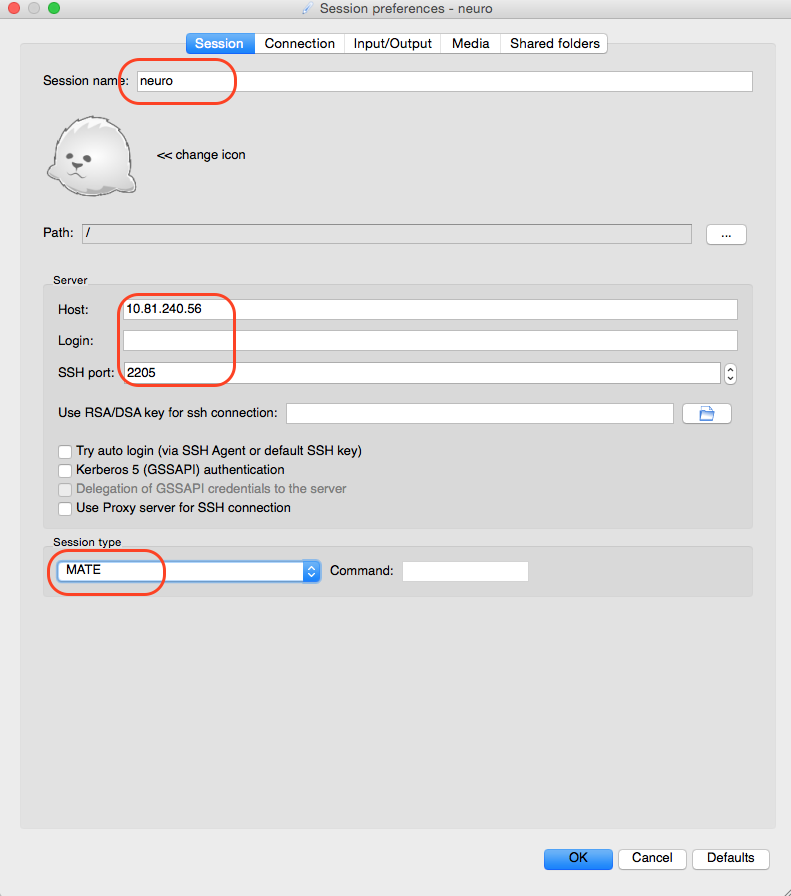 Session preferences - neuro
Session Connection Input/Output Media Shared folders
Session name: neuro
<< change icon
Path: / ...
Server
Host: 10.81.240.56
Login:
SSH port: 2205
Use RSA/DSA key for ssh connection:
Try auto login (via SSH Agent or default SSH key)
Kerberos 5 (GSSAPI) authentication
Delegation of GSSAPI credentials to the server
Use Proxy server for SSH connection
Session type
MATE Command:
OK Cancel Defaults